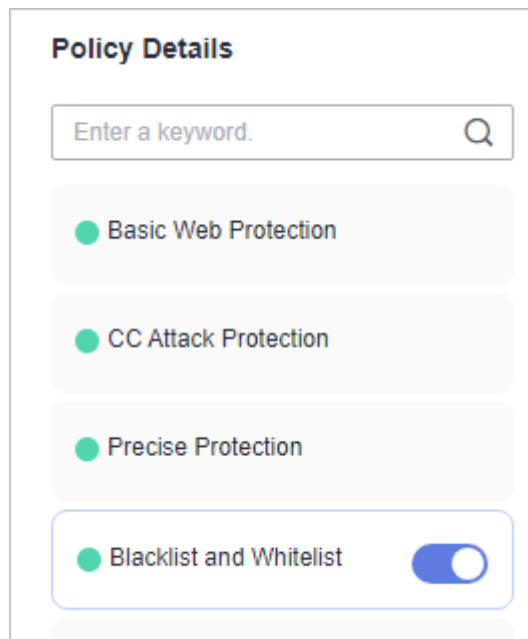 Policy Details
Enter a keyword.
Basic Web Protection
CC Attack Protection
Precise Protection
Blacklist and Whitelist